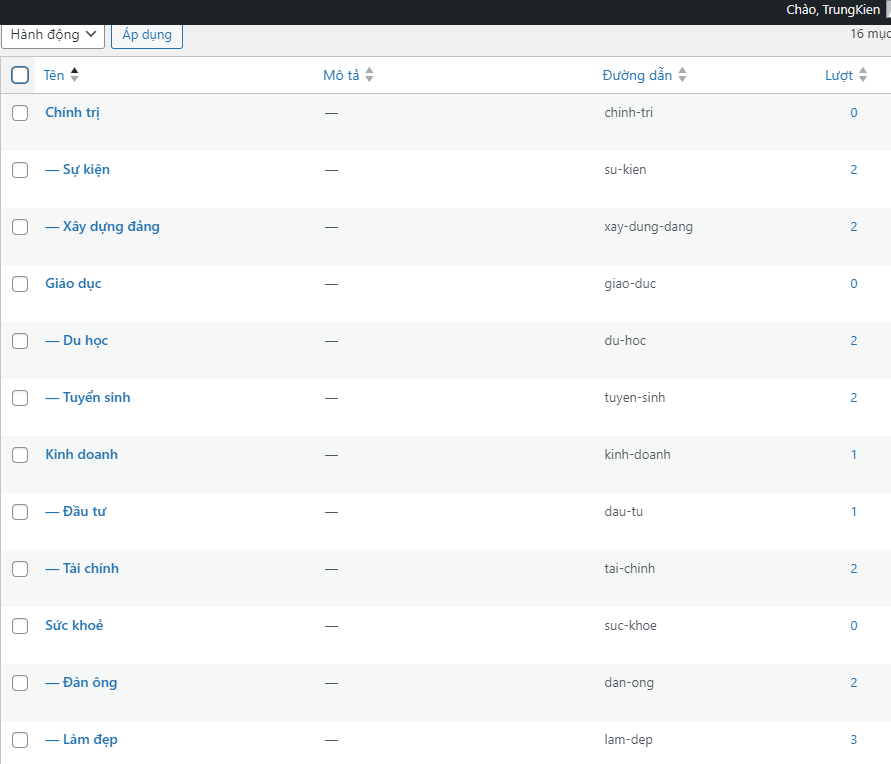 Chào, TrungKien
Hành động Áp dụng 16 mục
Tên Mô tả Đường dẫn Lượt
Chính trị — chinh-tri 0
— Sự kiện — su-kien 2
— Xây dựng đảng — xay-dung-dang 2
Giáo dục — giao-duc 0
— Du học — du-hoc 2
— Tuyển sinh — tuyen-sinh 2
Kinh doanh — kinh-doanh 1
— Đầu tư — dau-tu 1
— Tài chính — tai-chinh 2
Sức khoẻ — suc-khoe 0
— Đàn ông — dan-ong 2
— Làm đẹp — lam-dep 3